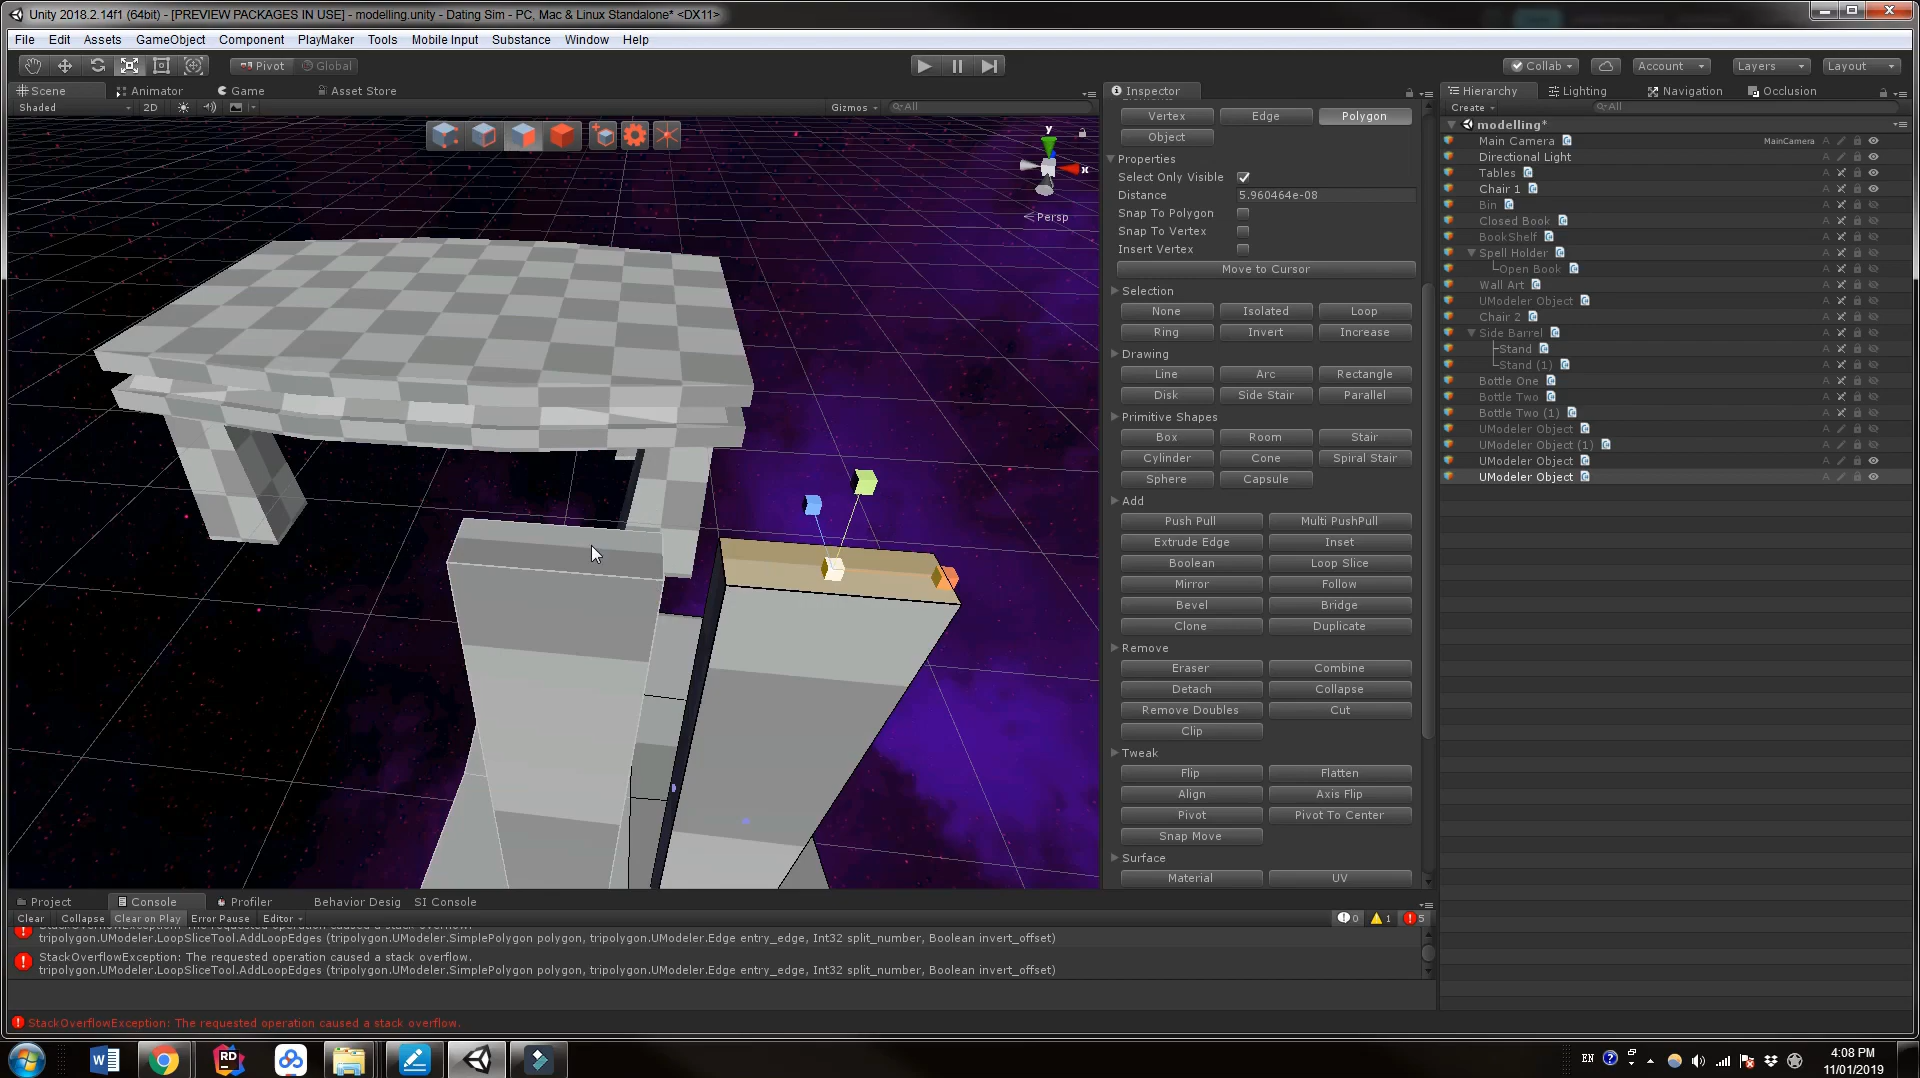 Unity 2018.2.14f1 (64bit) - [PREVIEW PACKAGES IN USE] - modelling.unity - Dating Sim - PC, Mac & Linux Standalone* <DX11>
File Edit Assets GameObject Component PlayMaker Tools Mobile Input Substance Window Help
Pivot Global Collab Account Layers Layout
Scene Animator Game Asset Store
Shaded 2D Gizmos All
y
x
Persp
Inspector
Vertex Edge Polygon
Object
Properties
Select Only Visible
Distance 5.960464e-08
Snap To Polygon
Snap To Vertex
Insert Vertex
Move to Cursor
Selection
None Isolated Loop
Ring Invert Increase
Drawing
Line Arc Rectangle
Disk Side Stair Parallel
Primitive Shapes
Box Room Stair
Cylinder Cone Spiral Stair
Sphere Capsule
Add
Push Pull Multi PushPull
Extrude Edge Inset
Boolean Loop Slice
Mirror Follow
Bevel Bridge
Clone Duplicate
Remove
Eraser Combine
Detach Collapse
Remove Doubles Cut
Clip
Tweak
Flip Flatten
Align Axis Flip
Pivot Pivot To Center
Snap Move
Surface
Material UV
Hierarchy Lighting Navigation Occlusion
Create All
modelling*
Main Camera MainCamera
Directional Light
Tables
Chair 1
Bin
Closed Book
BookShelf
Spell Holder
Open Book
Wall Art
UModeler Object
Chair 2
Side Barrel
Stand
Stand (1)
Bottle One
Bottle Two
Bottle Two (1)
UModeler Object
UModeler Object (1)
UModeler Object
UModeler Object
Project Console Profiler Behavior Desig SI Console
Clear Collapse Clear on Play Error Pause Editor 0 1 5
StackOverflowException: The requested operation caused a stack overflow.
tripolygon.UModeler.LoopSliceTool.AddLoopEdges (tripolygon.UModeler.SimplePolygon polygon, tripolygon.UModeler.Edge entry_edge, Int32 split_number, Boolean invert_offset)
StackOverflowException: The requested operation caused a stack overflow.
tripolygon.UModeler.LoopSliceTool.AddLoopEdges (tripolygon.UModeler.SimplePolygon polygon, tripolygon.UModeler.Edge entry_edge, Int32 split_number, Boolean invert_offset)
StackOverflowException: The requested operation caused a stack overflow.
RD
EN
4:08 PM
11/01/2019